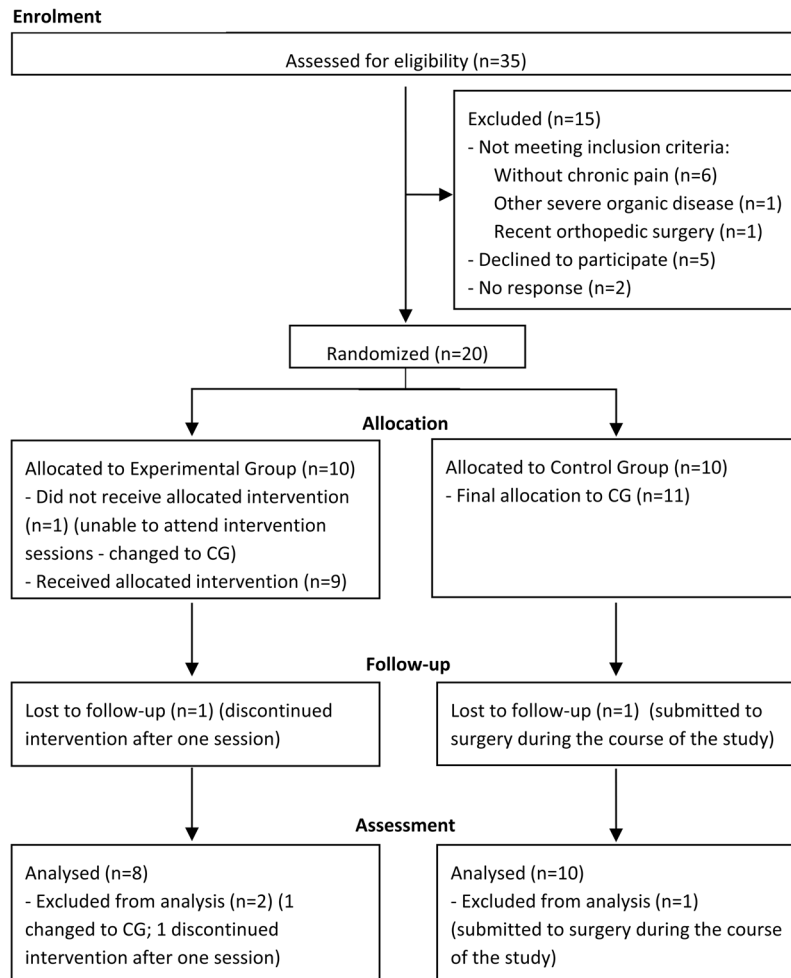 Enrolment
Assessed for eligibility (n=35)
Excluded (n=15)
- Not meeting inclusion criteria:
Without chronic pain (n=6)
Other severe organic disease (n=1)
Recent orthopedic surgery (n=1)
- Declined to participate (n=5)
- No response (n=2)
Randomized (n=20)
Allocation
Allocated to Experimental Group (n=10)
- Did not receive allocated intervention
(n=1) (unable to attend intervention
sessions - changed to CG)
- Received allocated intervention (n=9)
Allocated to Control Group (n=10)
- Final allocation to CG (n=11)
Follow-up
Lost to follow-up (n=1) (discontinued
intervention after one session)
Lost to follow-up (n=1) (submitted to
surgery during the course of the study)
Assessment
Analysed (n=8)
- Excluded from analysis (n=2) (1
changed to CG; 1 discontinued
intervention after one session)
Analysed (n=10)
- Excluded from analysis (n=1)
(submitted to surgery during the course
of the study)